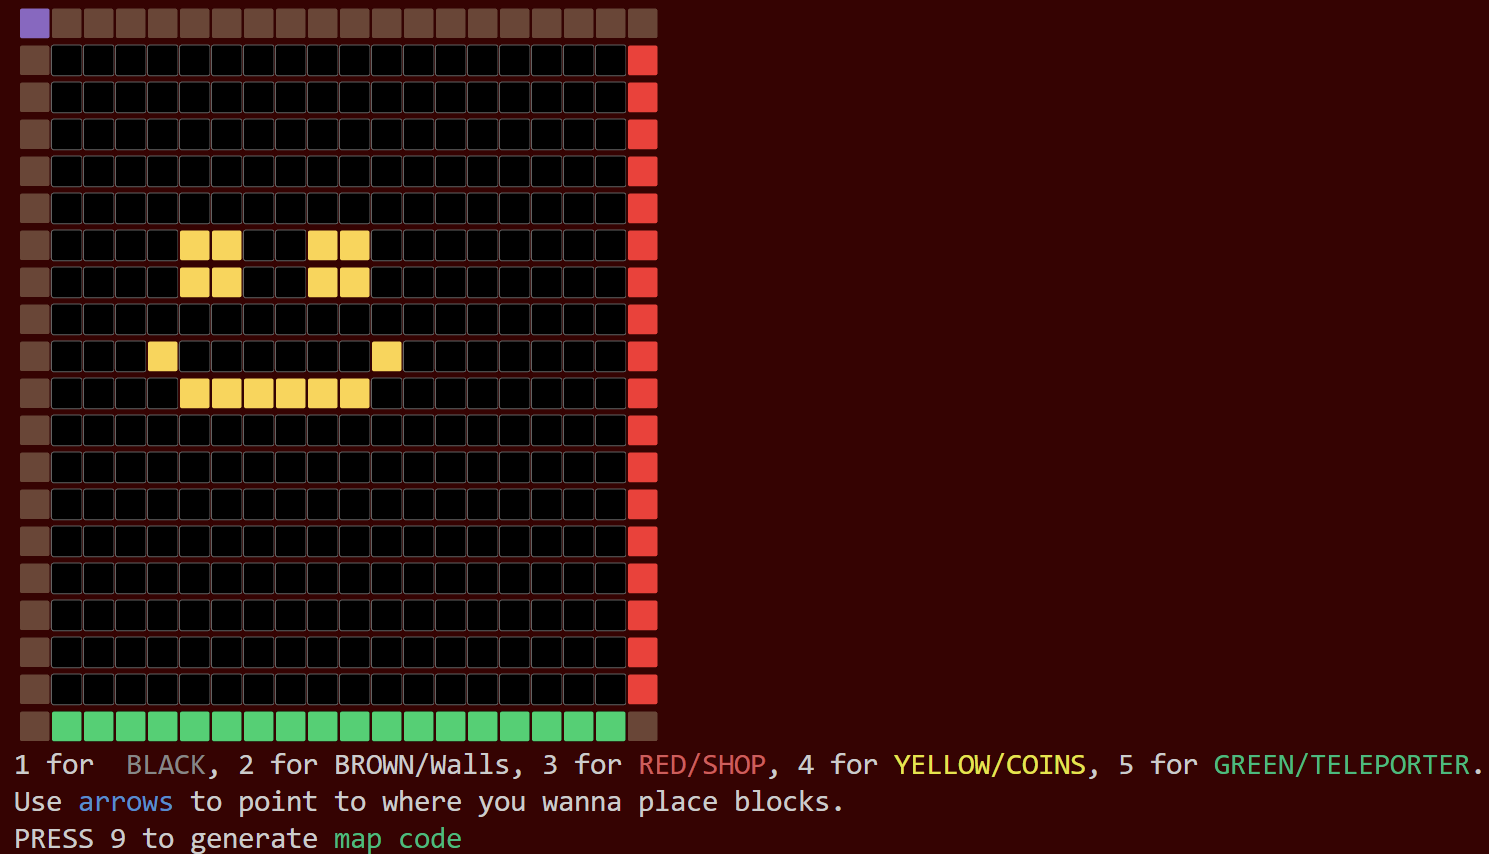 1 for  BLACK, 2 for BROWN/Walls, 3 for RED/SHOP, 4 for YELLOW/COINS, 5 for GREEN/TELEPORTER.
Use arrows to point to where you wanna place blocks.
PRESS 9 to generate map code